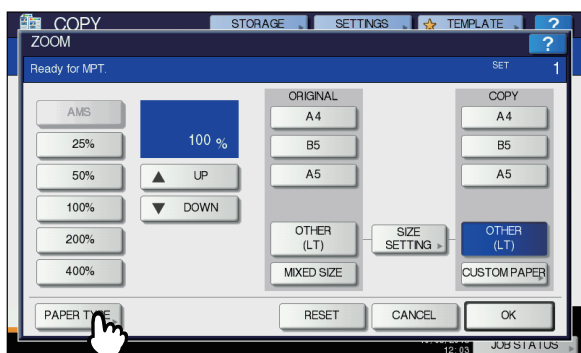 COPY STORAGE SETTINGS TEMPLATE ?
ZOOM ?
Ready for MPT. SET 1
ORIGINAL COPY
AMS A4 A4
25% 100 % B5 B5
50% UP A5 A5
100% DOWN
200% OTHER (LT) SIZE SETTING OTHER (LT)
400% MIXED SIZE CUSTOM PAPER
PAPER RESET CANCEL OK
12:03 JOB STATUS